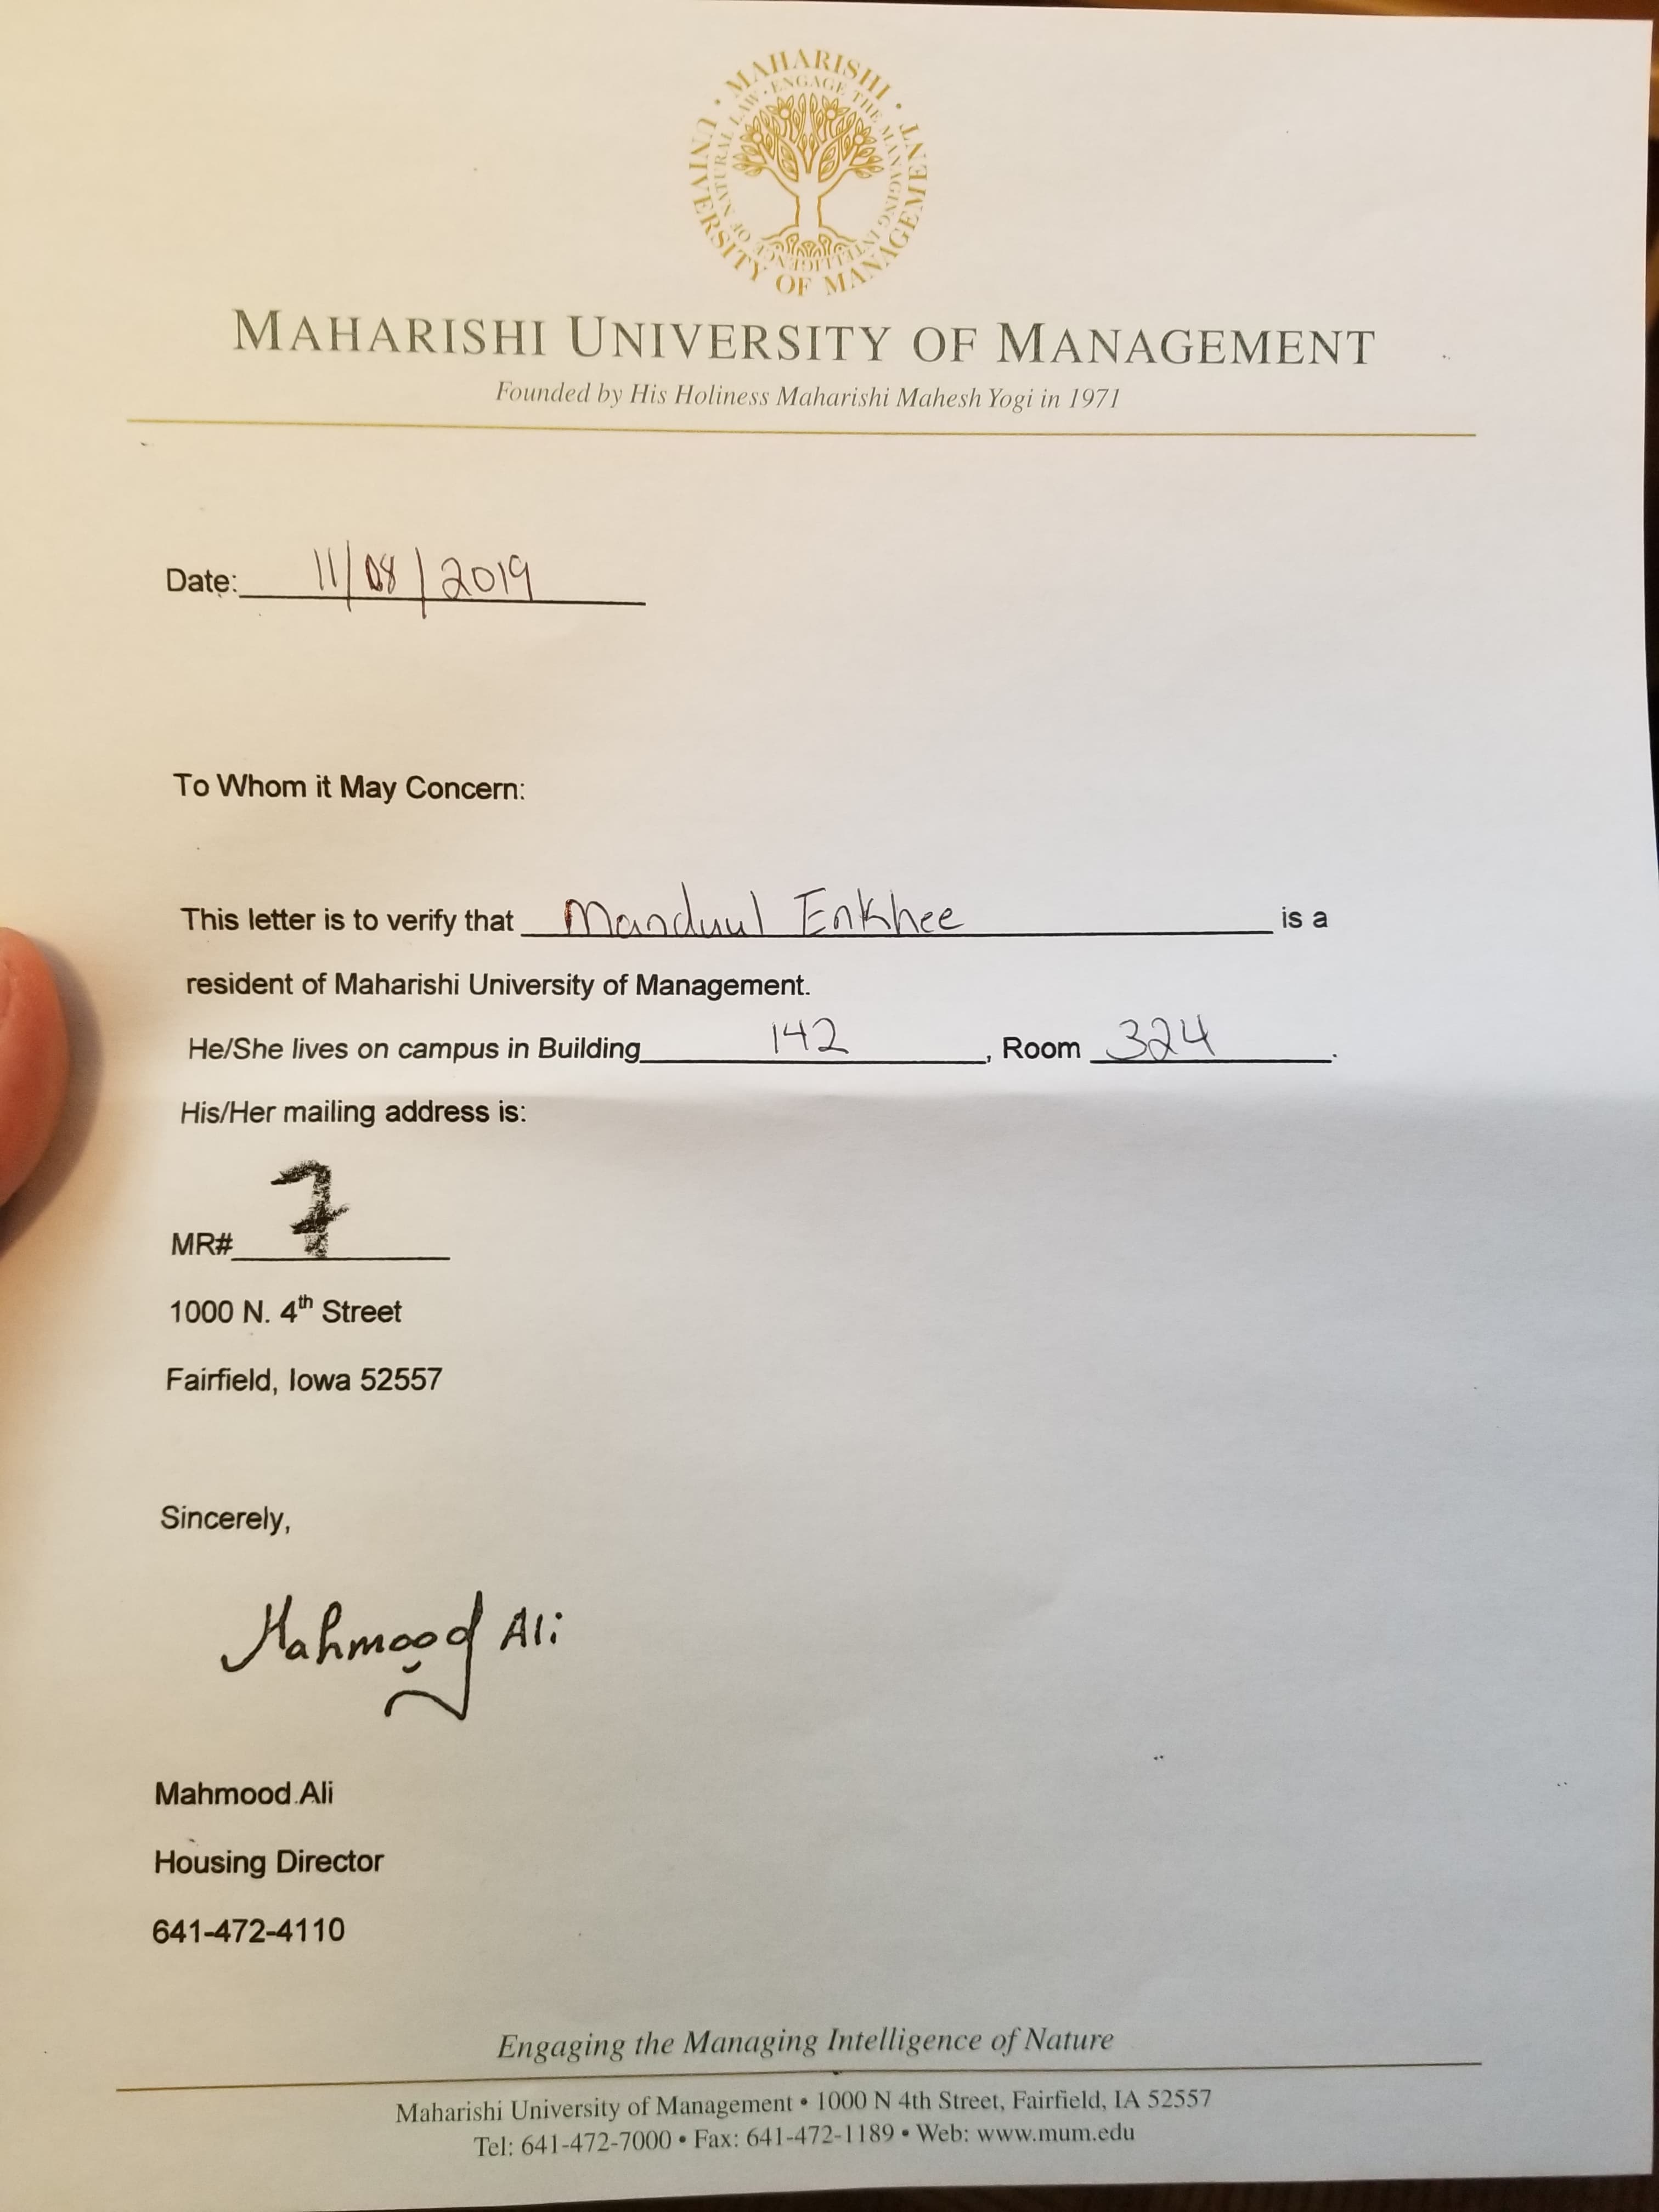 MAHARISHI • UNIVERSITY OF MANAGEMENT •
ENGAGE THE MANAGING INTELLIGENCE OF NATURAL LAW •
MAHARISHI UNIVERSITY OF MANAGEMENT
Founded by His Holiness Maharishi Mahesh Yogi in 1971
Date: 11/08/2019
To Whom it May Concern:
This letter is to verify that Manduul Enkhee is a
resident of Maharishi University of Management.
He/She lives on campus in Building 142, Room 324.
His/Her mailing address is:
MR# 7
1000 N. 4th Street
Fairfield, Iowa 52557
Sincerely,
Mahmood Ali
Mahmood Ali
Housing Director
641-472-4110
Engaging the Managing Intelligence of Nature
Maharishi University of Management • 1000 N 4th Street, Fairfield, IA 52557
Tel: 641-472-7000 • Fax: 641-472-1189 • Web: www.mum.edu